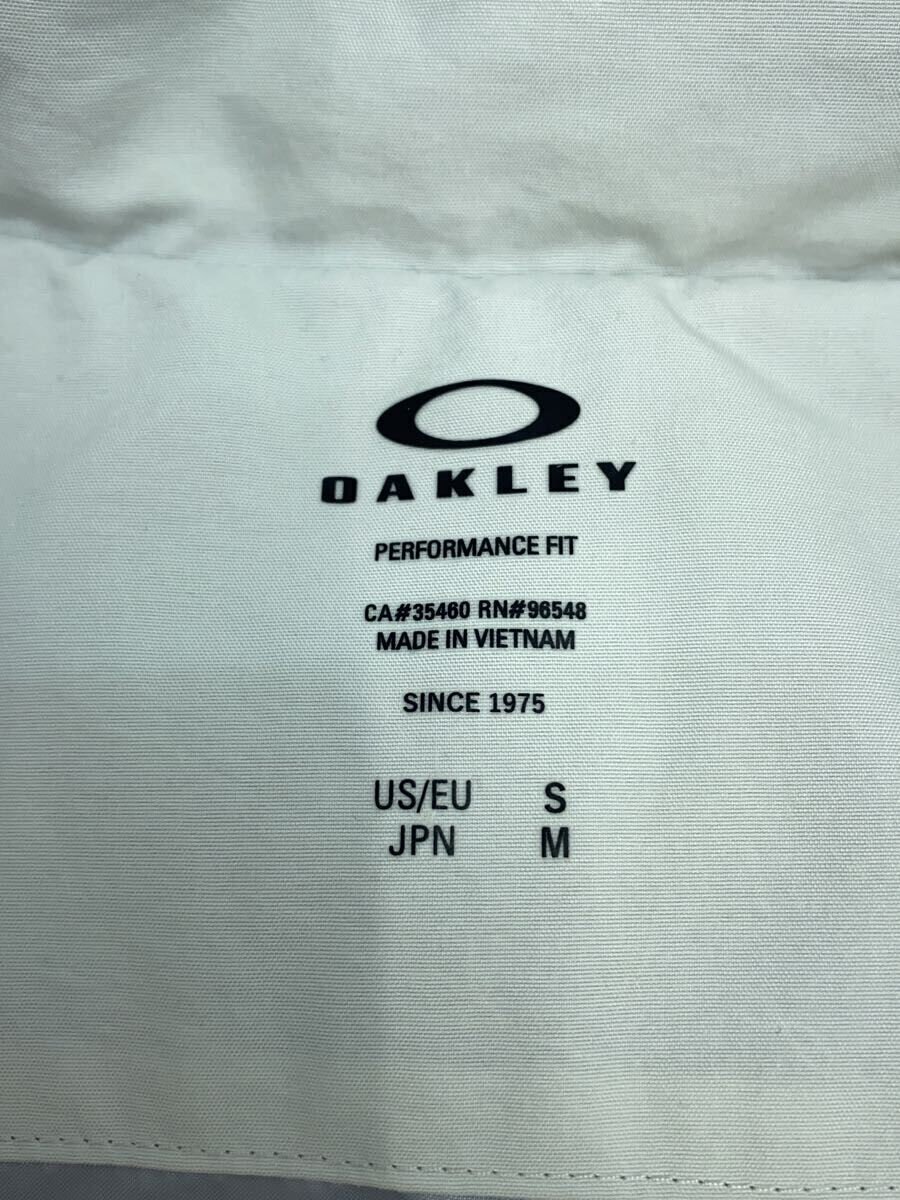 OAKLEY
PERFORMANCE FIT
CA#35460 RN#96548
MADE IN VIETNAM
SINCE 1975
US/EU S
JPN M